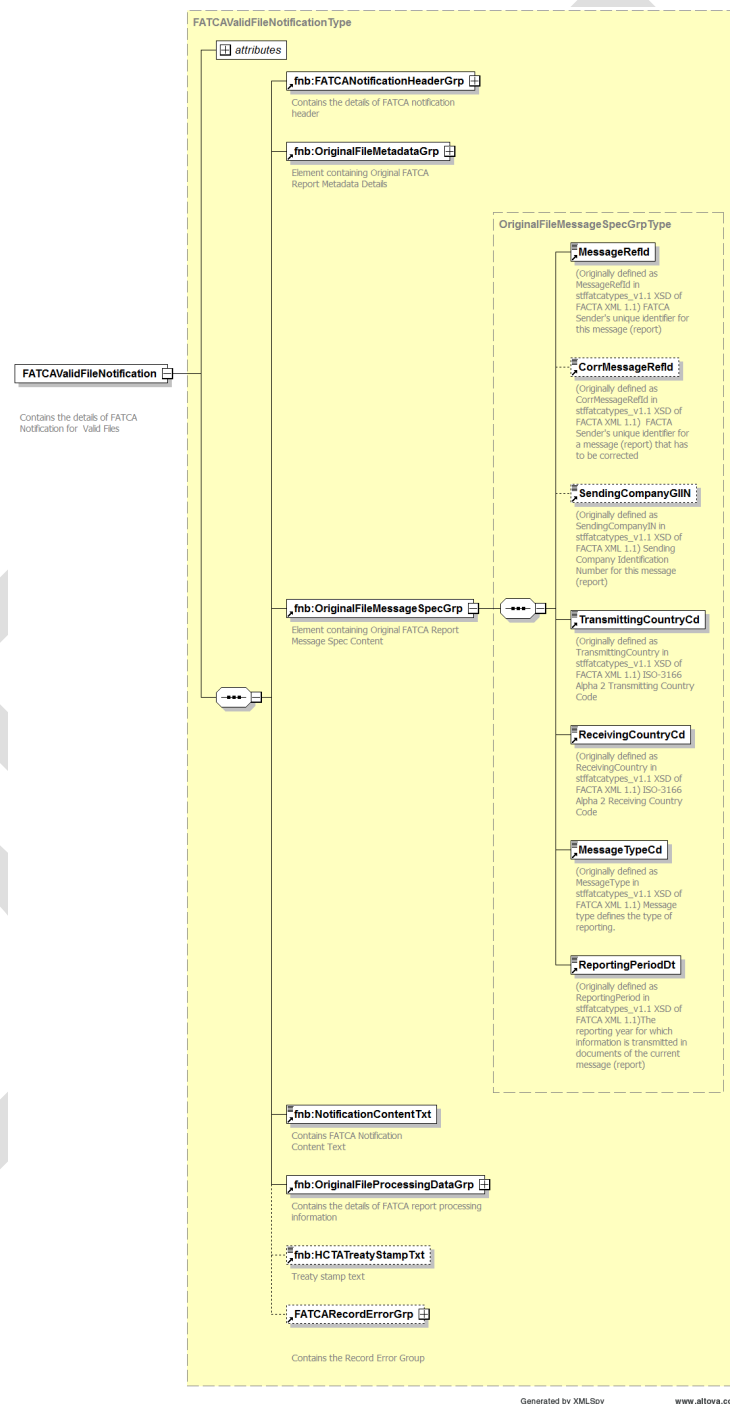 FATCAValidFileNotificationType
attributes
fnb:FATCANotificationHeaderGrp
Contains the details of FATCA notification
header
fnb:OriginalFileMetadataGrp
Element containing Original FATCA
Report Metadata Details
OriginalFileMessageSpecGrpType
MessageRefId
(Originally defined as
MessageRefId in
stffatcatypes_v1.1 XSD of
FACTA XML 1.1) FATCA
Sender's unique identifier for
this message (report)
FATCAValidFileNotification
Contains the details of FATCA
Notification for Valid Files
CorrMessageRefId
(Originally defined as
CorrMessageRefId in
stffatcatypes_v1.1 XSD of
FACTA XML 1.1) FACTA
Sender's unique identifier for
a message (report) that has
to be corrected
SendingCompanyGIIN
(Originally defined as
SendingCompanyIN in
stffatcatypes_v1.1 XSD of
FACTA XML 1.1) Sending
Company Identification
Number for this message
(report)
fnb:OriginalFileMessageSpecGrp
Element containing Original FATCA Report
Message Spec Content
TransmittingCountryCd
(Originally defined as
TransmittingCountry in
stffatcatypes_v1.1 XSD of
FACTA XML 1.1) ISO-3166
Alpha 2 Transmitting Country
Code
ReceivingCountryCd
(Originally defined as
ReceivingCountry in
stffatcatypes_v1.1 XSD of
FACTA XML 1.1) ISO-3166
Alpha 2 Receiving Country
Code
MessageTypeCd
(Originally defined as
MessageType in
stffatcatypes_v1.1 XSD of
FATCA XML 1.1) Message
type defines the type of
reporting.
ReportingPeriodDt
(Originally defined as
ReportingPeriod in
stffatcatypes_v1.1 XSD of
FATCA XML 1.1)The
reporting year for which
information is transmitted in
documents of the current
message (report)
fnb:NotificationContentTxt
Contains FATCA Notification
Content Text
fnb:OriginalFileProcessingDataGrp
Contains the details of FATCA report processing
information
fnb:HCTATreatyStampTxt
Treaty stamp text
FATCARecordErrorGrp
Contains the Record Error Group
Generated by XMLSpy
www.altova.co